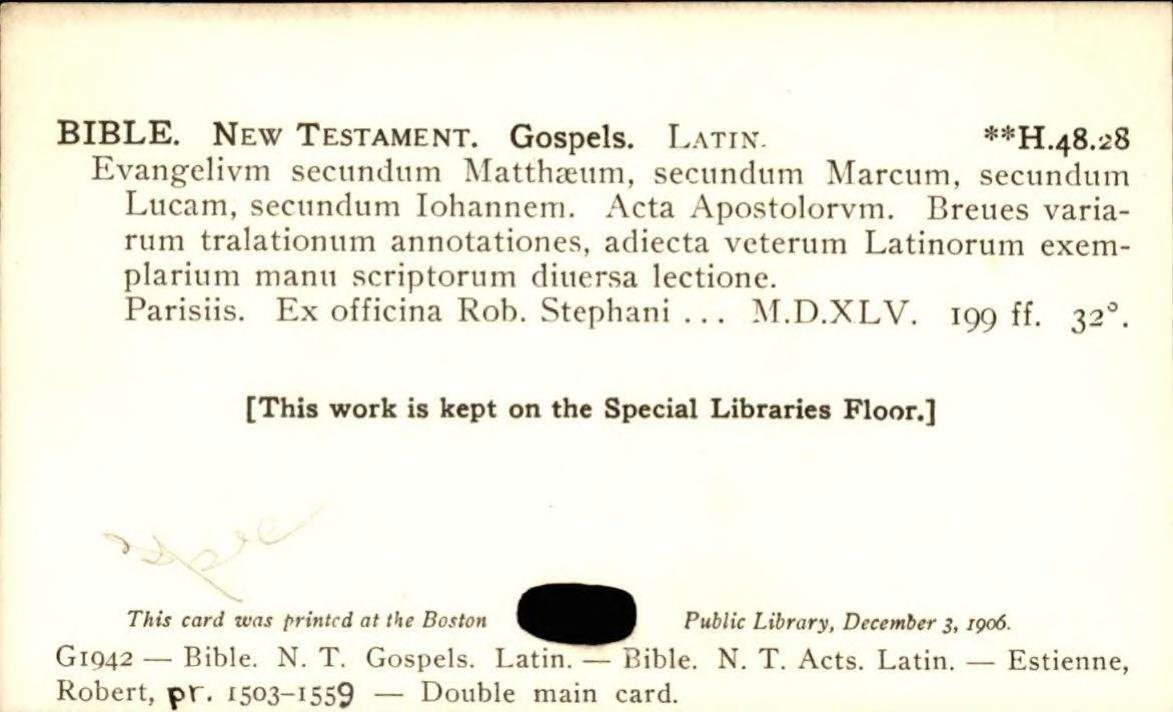 BIBLE. NEW TESTAMENT. Gospels. LATIN. **H.48.28
Evangelivm secundum Matthæum, secundum Marcum, secundum
Lucam, secundum Iohannem. Acta Apostolorvm. Breues varia-
rum tralationum annotationes, adiecta veterum Latinorum exem-
plarium manu scriptorum diuersa lectione.
Parisiis. Ex officina Rob. Stephani ... M.D.XLV. 199 ff. 32°.
[This work is kept on the Special Libraries Floor.]
This card was printed at the Boston Public Library, December 3, 1906.
G1942 — Bible. N. T. Gospels. Latin. — Bible. N. T. Acts. Latin. — Estienne,
Robert, pr. 1503-1559 — Double main card.